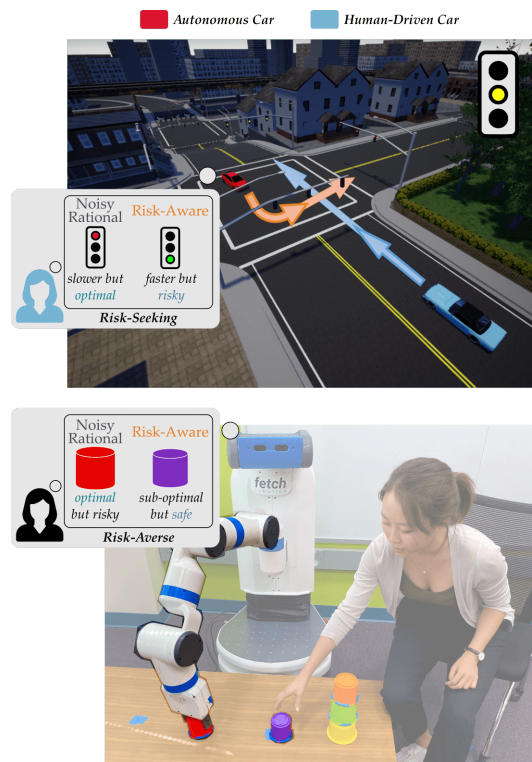 Autonomous Car
Human-Driven Car
Noisy
Rational
Risk-Aware
slower but
optimal
faster but
risky
Risk-Seeking
Noisy
Rational
Risk-Aware
optimal
but risky
sub-optimal
but safe
Risk-Averse
fetch